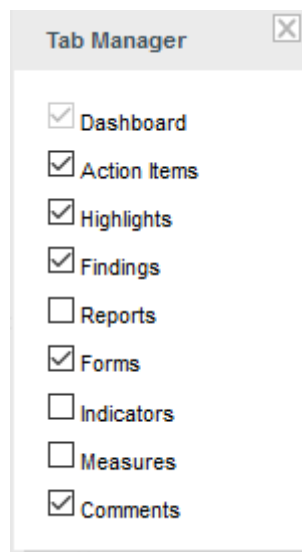 Tab Manager
Dashboard
Action Items
Highlights
Findings
Reports
Forms
Indicators
Measures
Comments